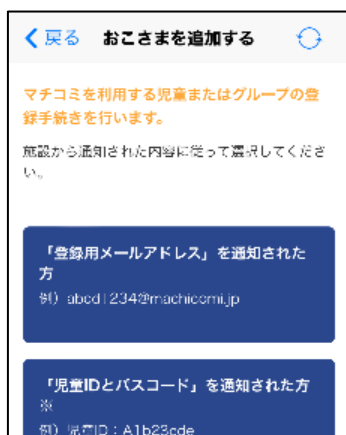 戻る おこさまを追加する
マチコミを利用する児童またはグループの登
録手続きを行います。
施設から通知された内容に従って選択してくださ
い。
「登録用メールアドレス」を通知された
方
例）abcd1234@machicomi.jp
「児童IDとパスコード」を通知された方
※
例）児童ID：A1b23cde